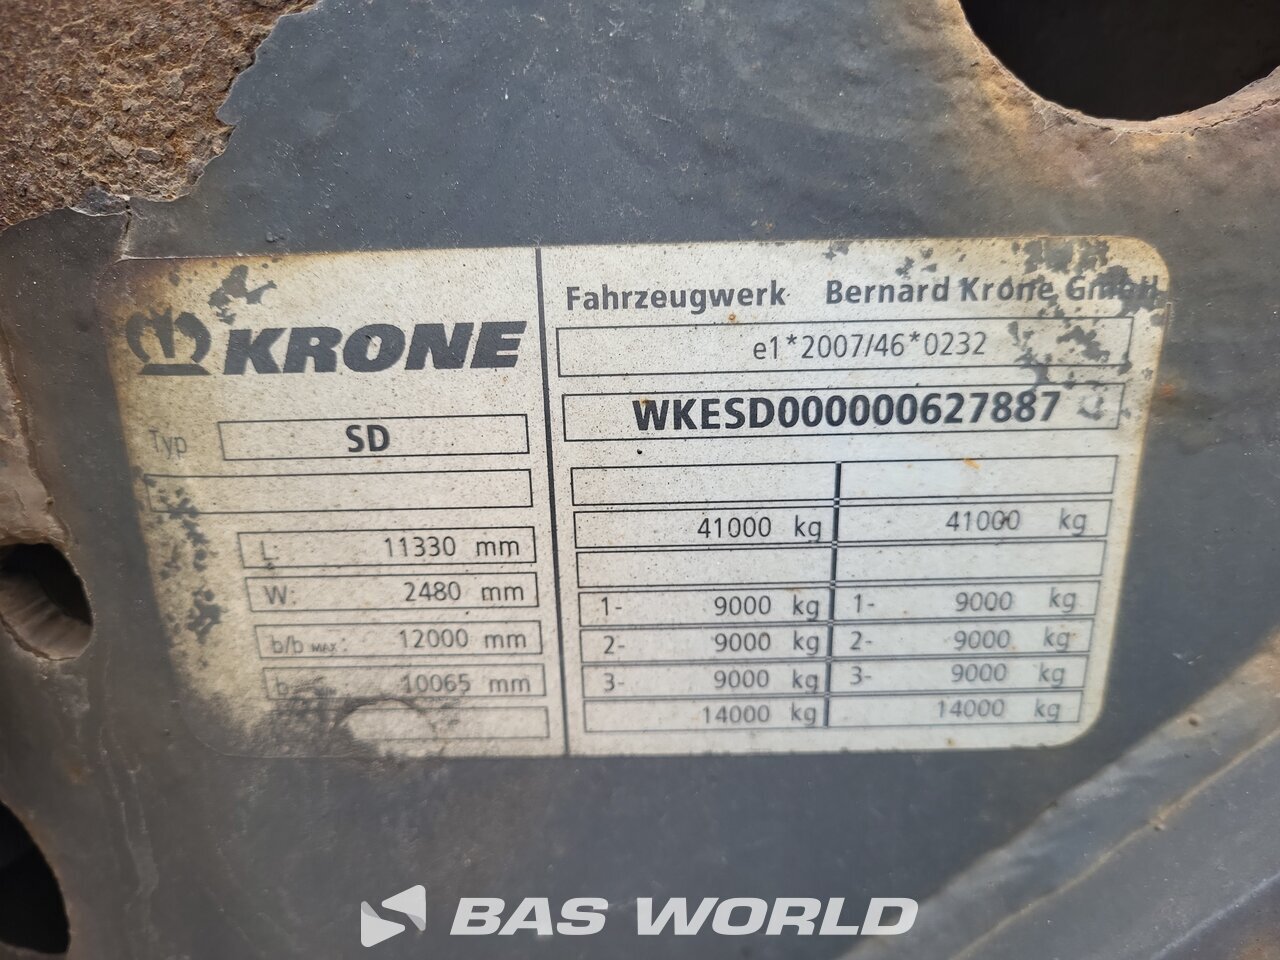 KRONE
Typ SD
L: 11330 mm
W: 2480 mm
b/b MAX: 12000 mm
10065 mm
Fahrzeugwerk Bernard Krone GmbH
e1*2007/46*0232
WKESD000000627887
41000 kg 41000 kg
1- 9000 kg 1- 9000 kg
2- 9000 kg 2- 9000 kg
3- 9000 kg 3- 9000 kg
14000 kg 14000 kg
BAS WORLD